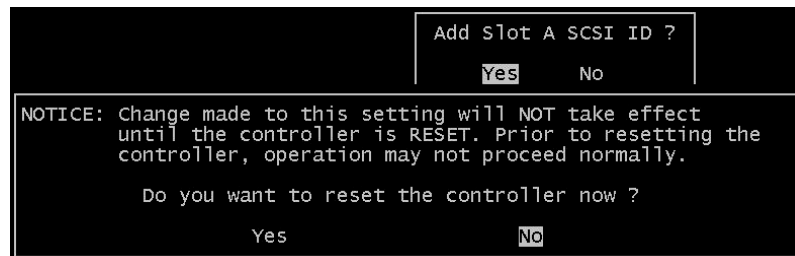 Add Slot A SCSI ID ?
Yes No
NOTICE: Change made to this setting will NOT take effect
until the controller is RESET. Prior to resetting the
controller, operation may not proceed normally.
Do you want to reset the controller now ?
Yes No